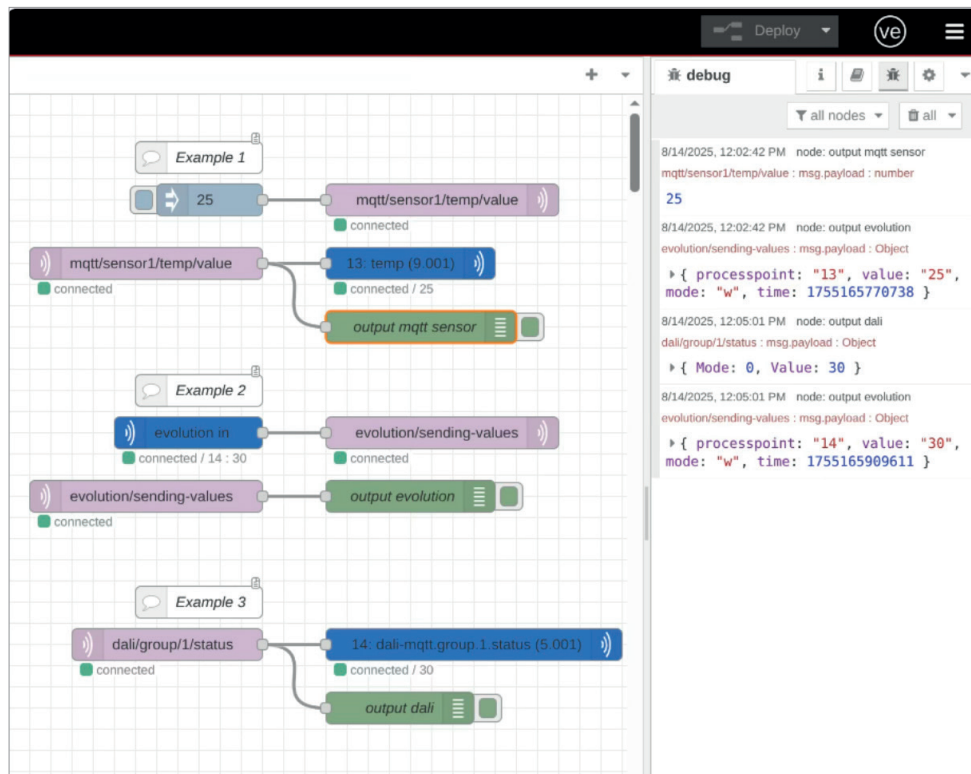 Deploy
ve
debug
i
all nodes
all
Example 1
25
mqtt/sensor1/temp/value
connected
mqtt/sensor1/temp/value
connected
13: temp (9.001)
connected / 25
output mqtt sensor
Example 2
evolution in
connected / 14 : 30
evolution/sending-values
connected
evolution/sending-values
connected
output evolution
Example 3
dali/group/1/status
connected
14: dali-mqtt.group.1.status (5.001)
connected / 30
output dali
8/14/2025, 12:02:42 PM node: output mqtt sensor
mqtt/sensor1/temp/value : msg.payload : number
25
8/14/2025, 12:02:42 PM node: output evolution
evolution/sending-values : msg.payload : Object
{ processpoint: "13", value: "25",
mode: "w", time: 1755165770738 }
8/14/2025, 12:05:01 PM node: output dali
dali/group/1/status : msg.payload : Object
{ Mode: 0, Value: 30 }
8/14/2025, 12:05:01 PM node: output evolution
evolution/sending-values : msg.payload : Object
{ processpoint: "14", value: "30",
mode: "w", time: 1755165909611 }